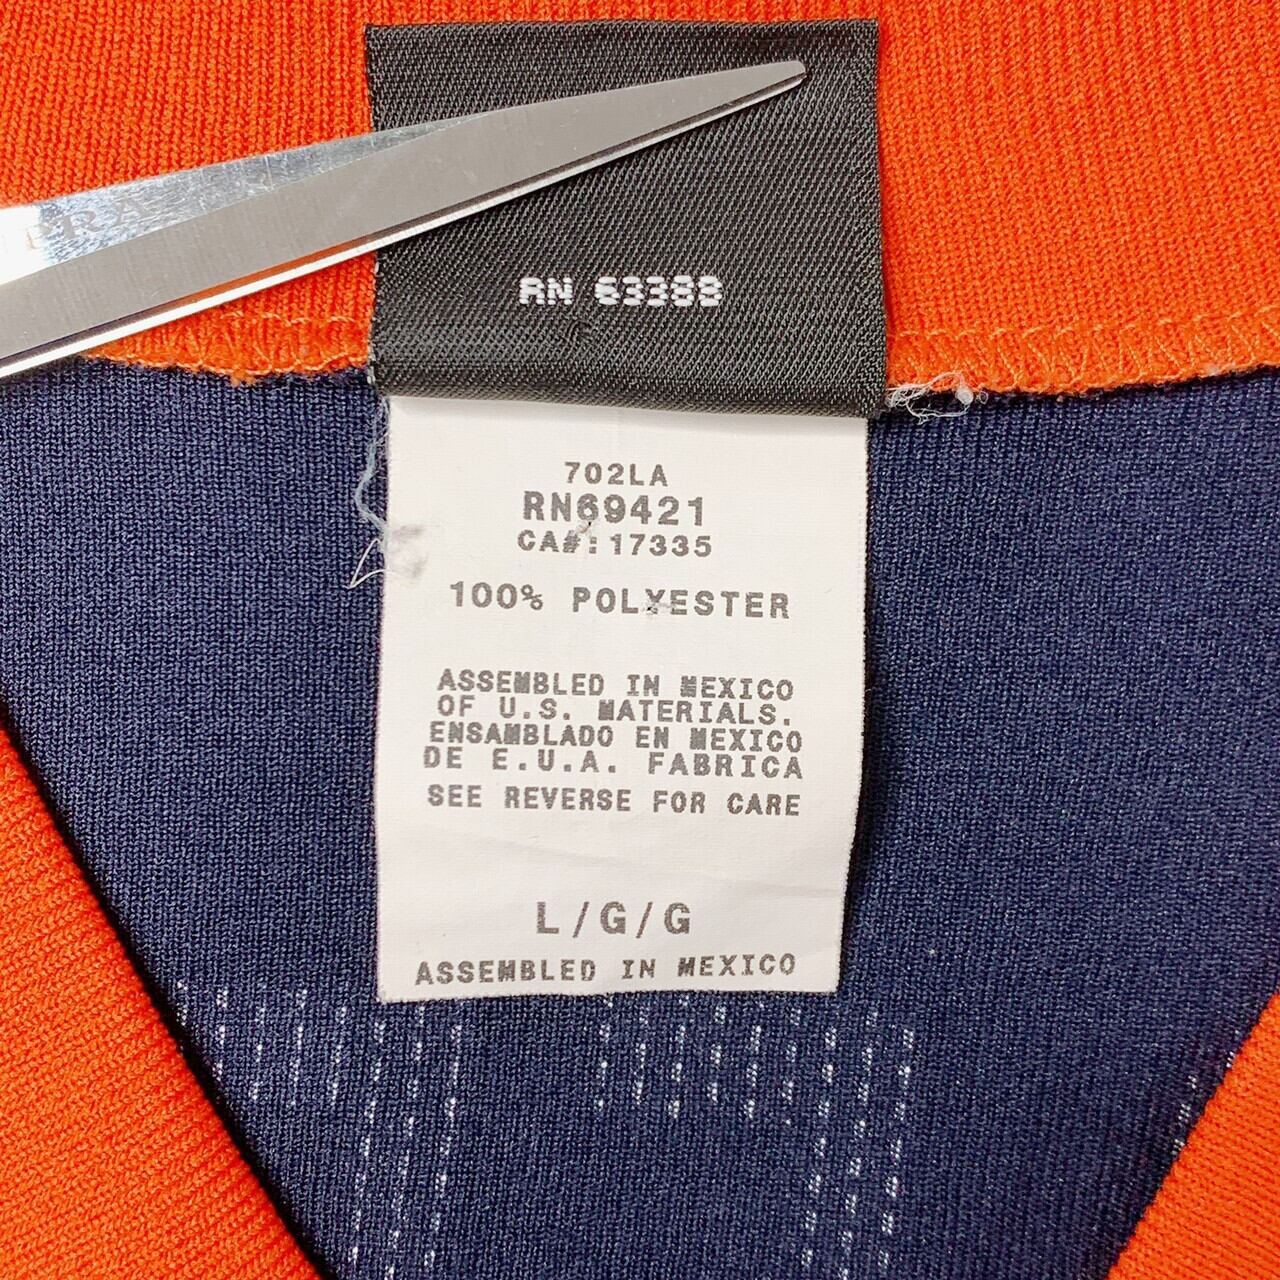 RN 63388
702LA
RN69421
CA#: 17335
100% POLYESTER
ASSEMBLED IN MEXICO
OF U.S. MATERIALS.
ENSAMBLADO EN MEXICO
DE E.U.A. FABRICA
SEE REVERSE FOR CARE
L/G/G
ASSEMBLED IN MEXICO